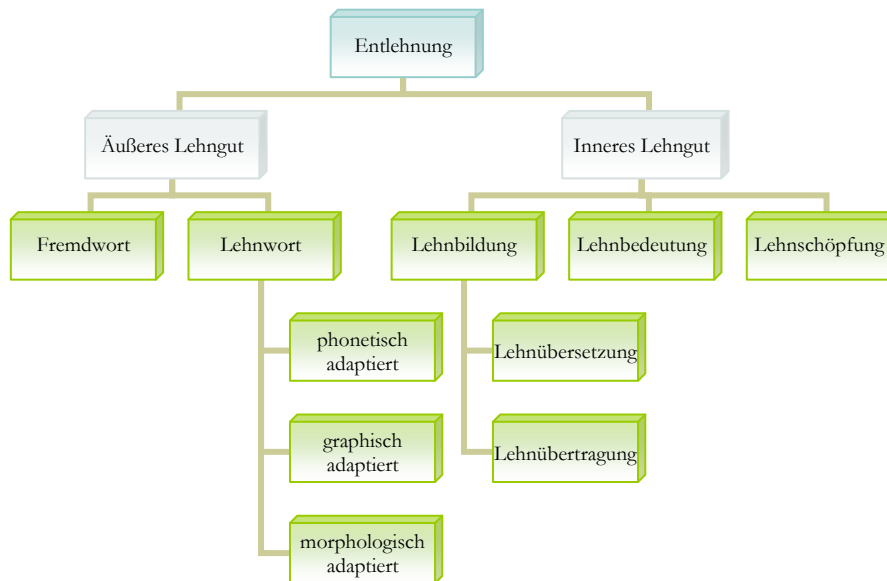 Entlehnung
Äußeres Lehngut
Inneres Lehngut
Fremdwort
Lehnwort
Lehnbildung
Lehnbedeutung
Lehnschöpfung
phonetisch
adaptiert
Lehnübersetzung
graphisch
adaptiert
Lehnübertragung
morphologisch
adaptiert